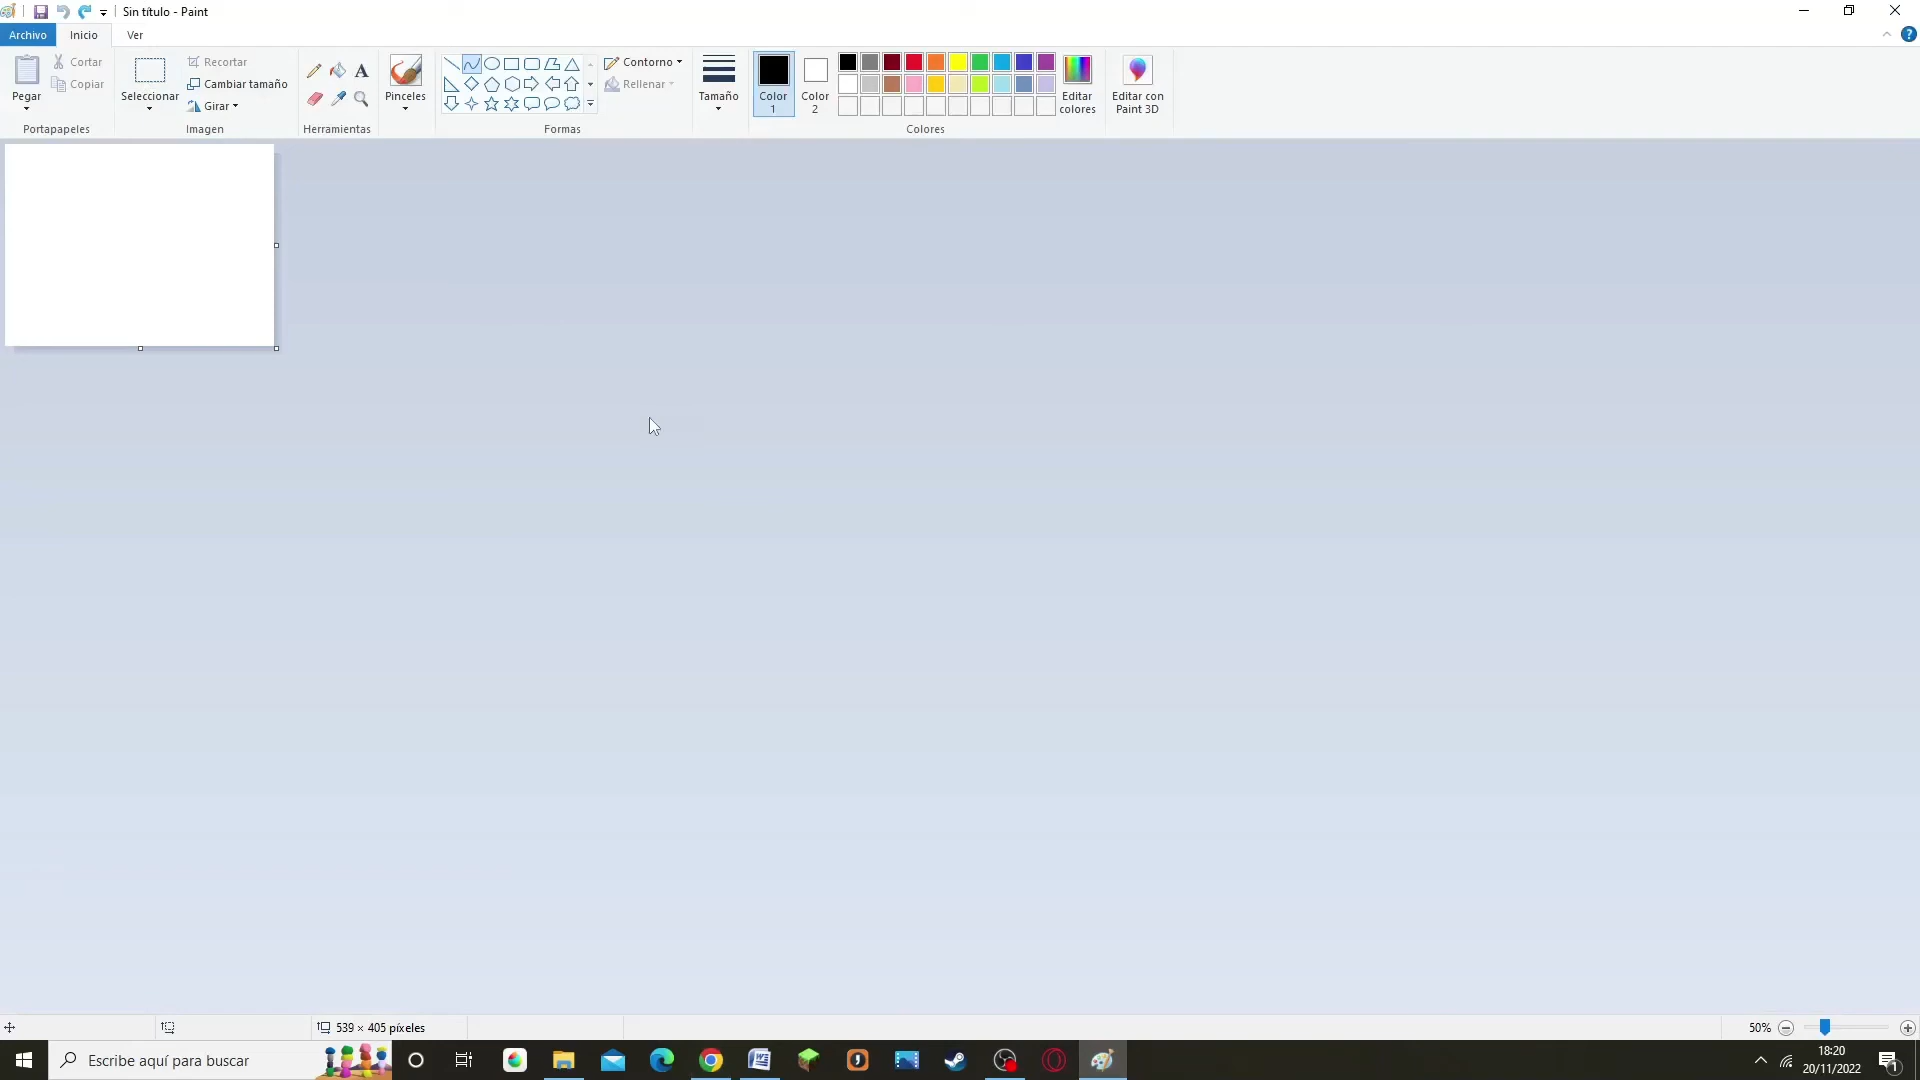 Sin título - Paint
Archivo Inicio Ver
Pegar
Cortar
Copiar
Portapapeles
Seleccionar
Recortar
Cambiar tamaño
Girar
Imagen
A
Herramientas
Pinceles
Contorno
Rellenar
Formas
Tamaño
Color
1
Color
2
Editar
colores
Colores
Editar con
Paint 3D
539 × 405 píxeles
50%
Escribe aquí para buscar
18:20
20/11/2022
1